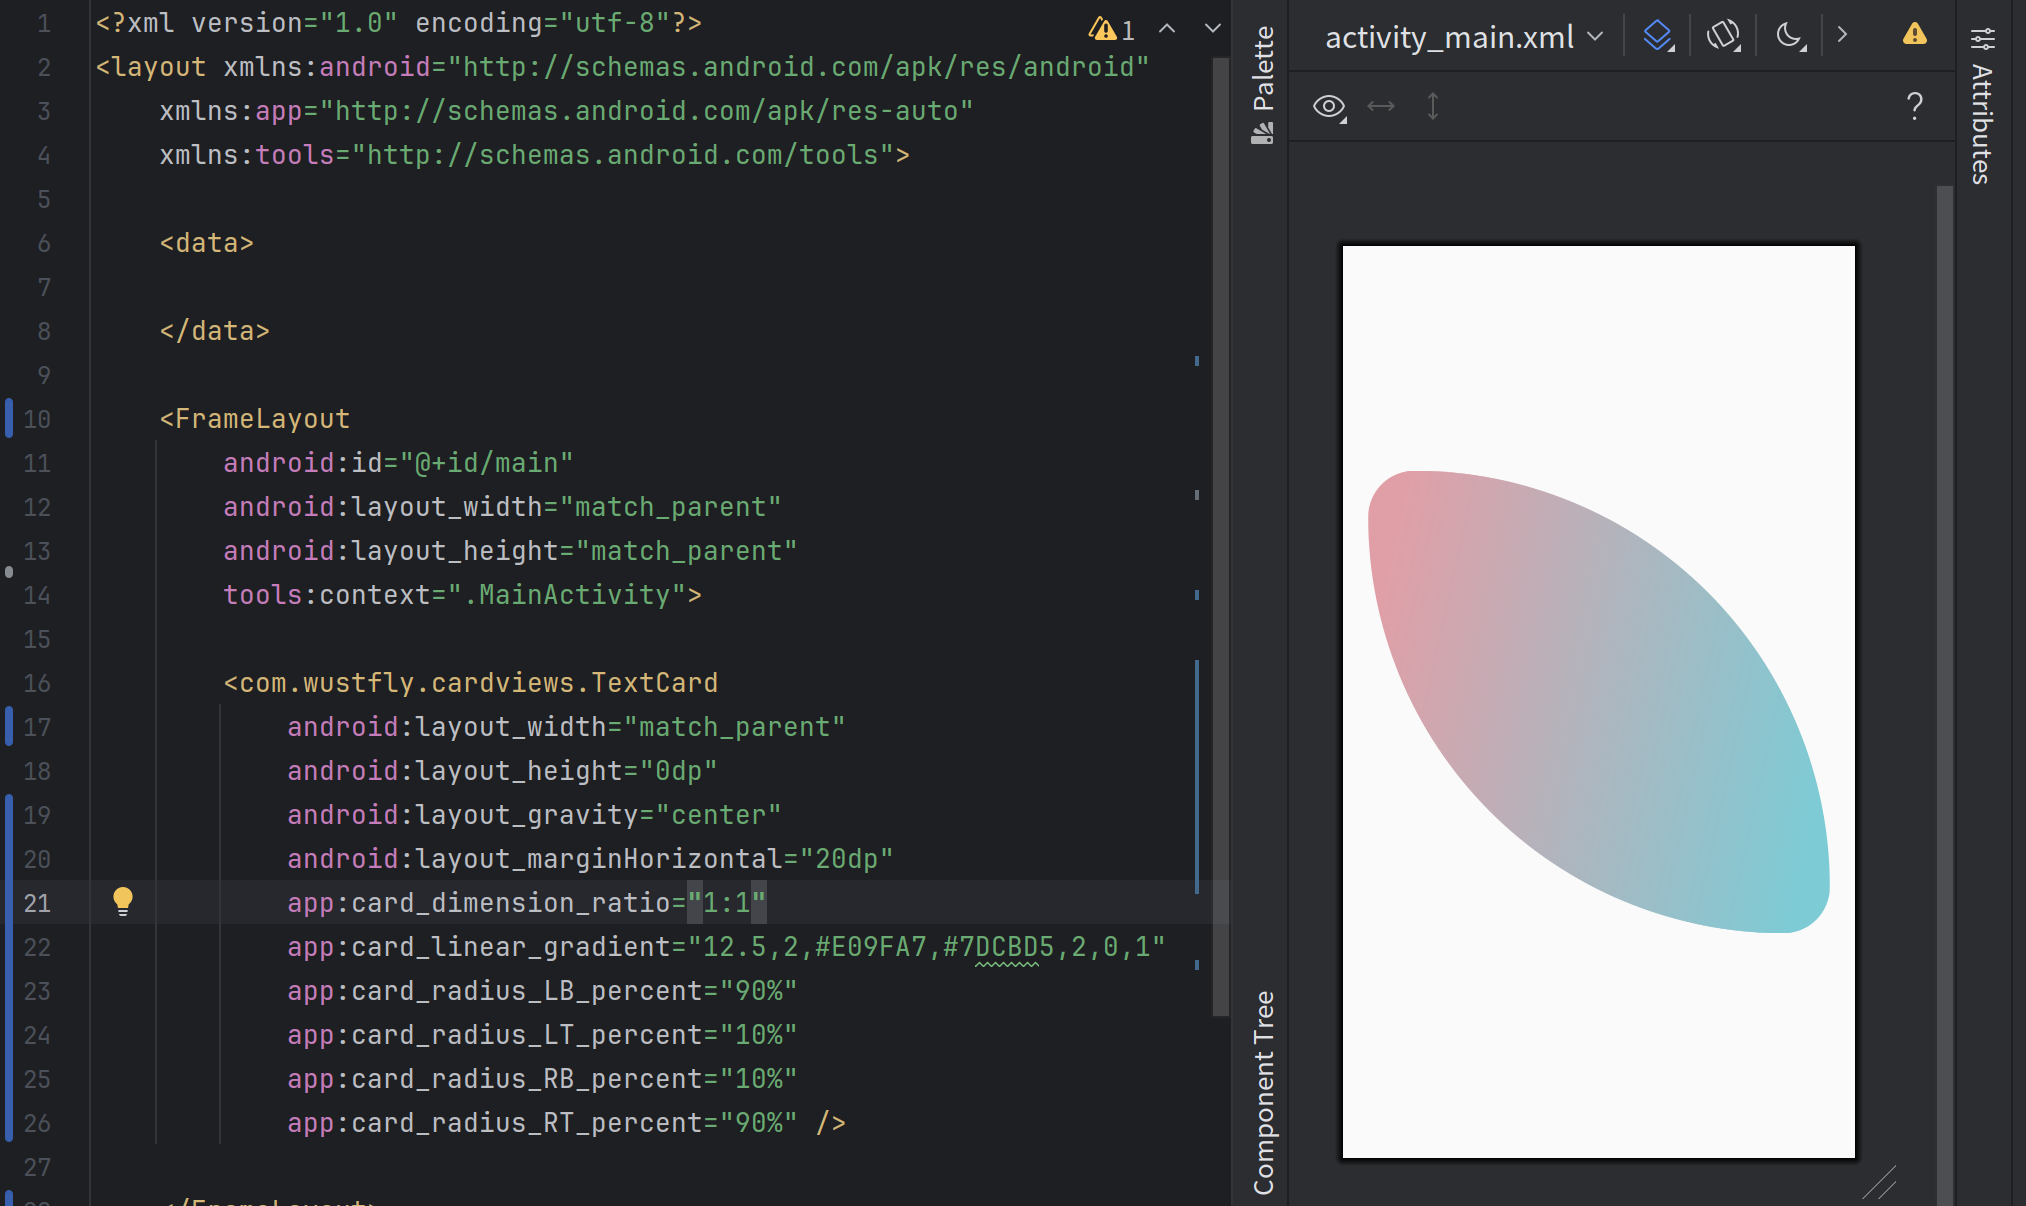 1 <?xml version="1.0" encoding="utf-8"?>
2 <layout xmlns:android="http://schemas.android.com/apk/res/android"
3 xmlns:app="http://schemas.android.com/apk/res-auto"
4 xmlns:tools="http://schemas.android.com/tools">
5
6 <data>
7
8 </data>
9
10 <FrameLayout
11 android:id="@+id/main"
12 android:layout_width="match_parent"
13 android:layout_height="match_parent"
14 tools:context=".MainActivity">
15
16 <com.wustfly.cardviews.TextCard
17 android:layout_width="match_parent"
18 android:layout_height="0dp"
19 android:layout_gravity="center"
20 android:layout_marginHorizontal="20dp"
21 app:card_dimension_ratio="1:1"
22 app:card_linear_gradient="12.5,2,#E09FA7,#7DCBD5,2,0,1"
23 app:card_radius_LB_percent="90%"
24 app:card_radius_LT_percent="10%"
25 app:card_radius_RB_percent="10%"
26 app:card_radius_RT_percent="90%" />
27
</FrameLayout>
1
Palette
Component Tree
activity_main.xml
?
Attributes